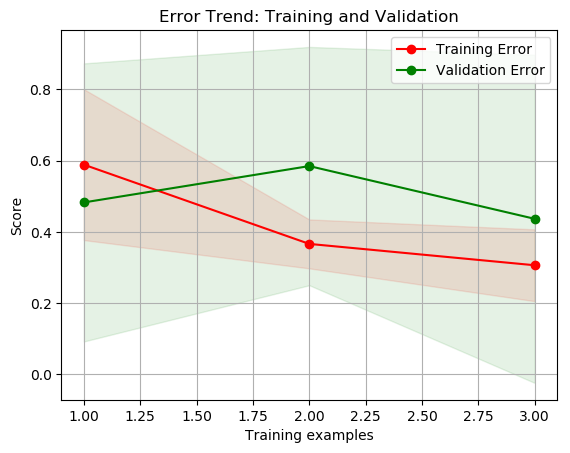 Error Trend: Training and Validation
Training Error
Validation Error
Score
0.8
0.6
0.4
0.2
0.0
1.00 1.25 1.50 1.75 2.00 2.25 2.50 2.75 3.00
Training examples